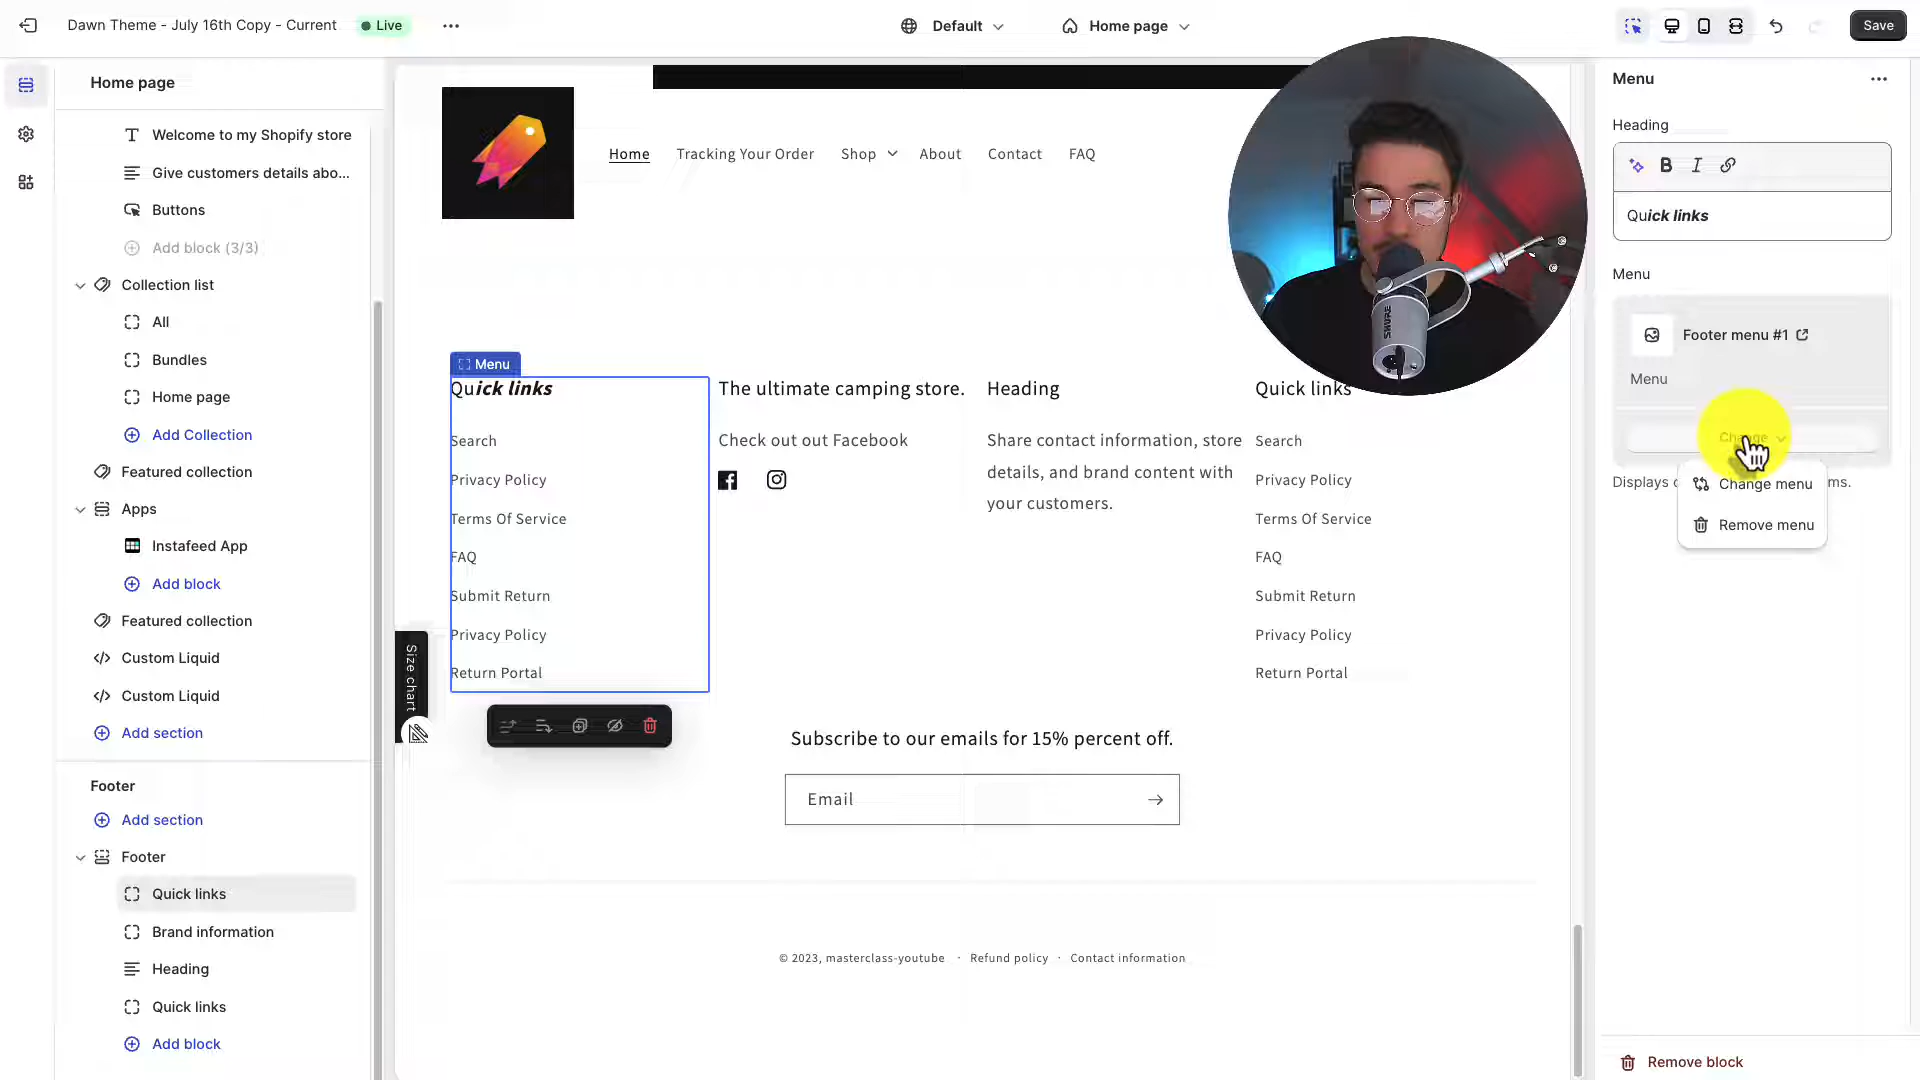 Dawn Theme - July 16th Copy - Current
Live
Default
Home page
Save
Home page
Welcome to my Shopify store
Give customers details abo...
Buttons
Add block (3/3)
Collection list
All
Bundles
Home page
Add Collection
Featured collection
Apps
Instafeed App
Add block
Featured collection
Custom Liquid
Custom Liquid
Add section
Footer
Add section
Footer
Quick links
Brand information
Heading
Quick links
Add block
Home
Tracking Your Order
Shop
About
Contact
FAQ
Menu
Quick links
Search
Privacy Policy
Terms Of Service
FAQ
Submit Return
Privacy Policy
Return Portal
The ultimate camping store.
Check out out Facebook
Heading
Share contact information, store
details, and brand content with
your customers.
Quick links
Search
Privacy Policy
Terms Of Service
FAQ
Submit Return
Privacy Policy
Return Portal
Size chart
Subscribe to our emails for 15% percent off.
Email
© 2023, masterclass-youtube · Refund policy · Contact information
SHURE
Menu
Heading
B I
Quick links
Menu
Footer menu #1
Menu
Change
Displays
ms.
Change menu
Remove menu
Remove block